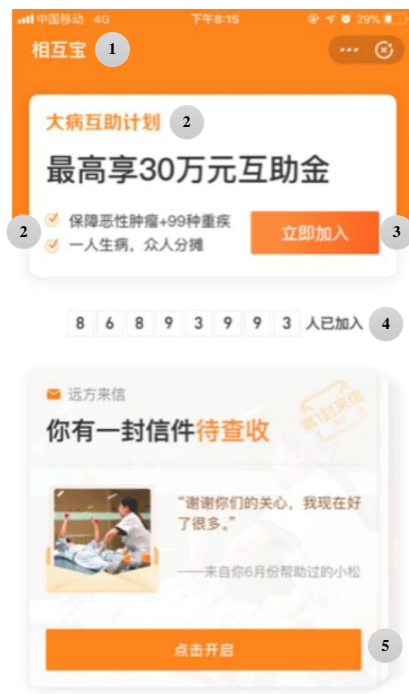 中国移动 4G 下午8:15 29%
相互宝 1
大病互助计划 2
最高享30万元互助金
2 保障恶性肿瘤+99种重疾
一人生病，众人分摊
立即加入 3
8 6 8 9 3 9 9 3 人已加入 4
远方来信
第1封来信
你有一封信件待查收
“谢谢你们的关心，我现在好
了很多。”
——来自你6月份帮助过的小松
点击开启 5